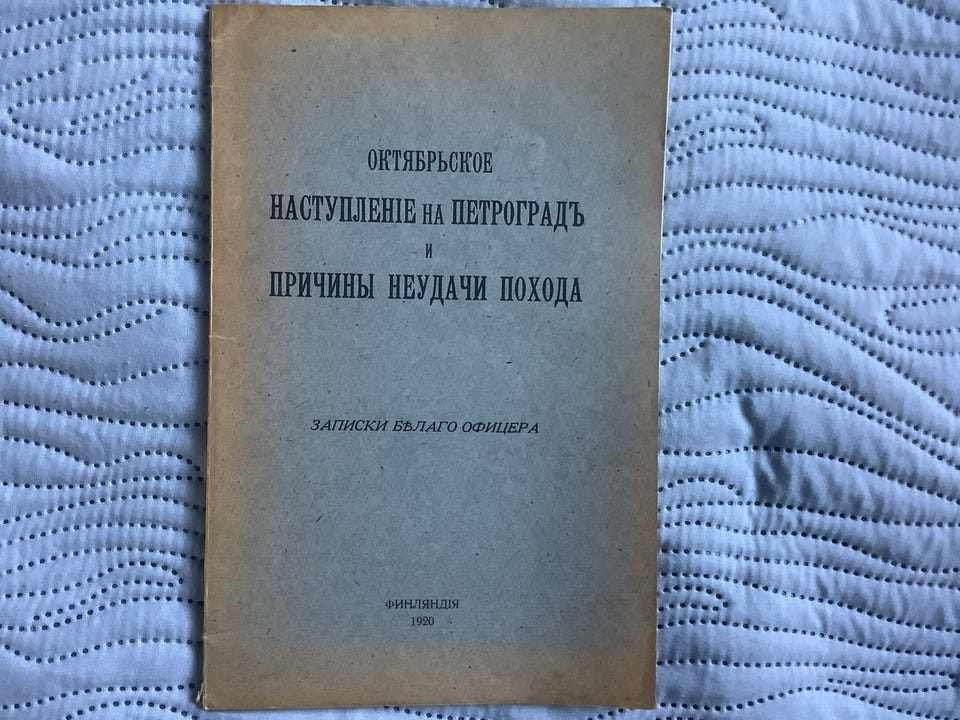 ОКТЯБРЬСКОЕ
НАСТУПЛЕНІЕ НА ПЕТРОГРАДЪ
И
ПРИЧИНЫ НЕУДАЧИ ПОХОДА
ЗАПИСКИ БѢЛАГО ОФИЦЕРА
ФИНЛЯНДІЯ
1920